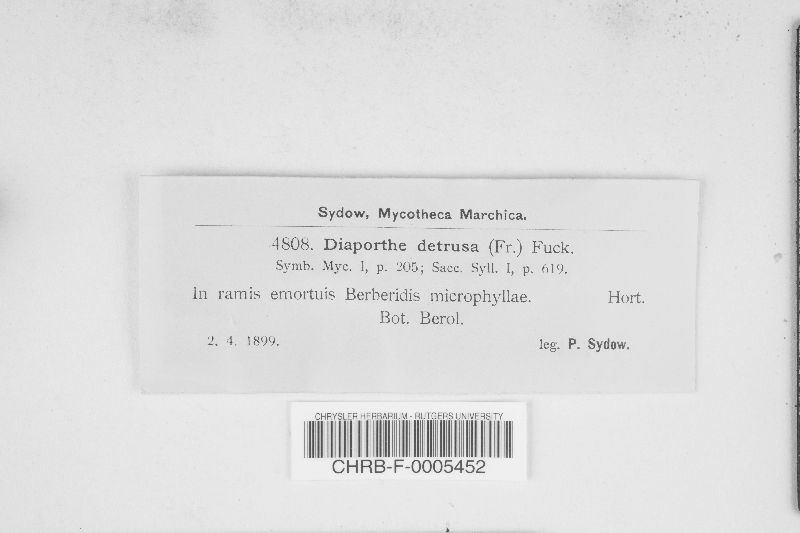 Sydow, Mycotheca Marchica.
4808. Diaporthe detrusa (Fr.) Fuck.
Symb. Myc. I, p. 205; Sacc. Syll. I, p. 619.
In ramis emortuis Berberidis microphyllae. Hort.
Bot. Berol.
2. 4. 1899. leg. P. Sydow.
CHRYSLER HERBARIUM - RUTGERS UNIVERSITY
CHRB-F-0005452